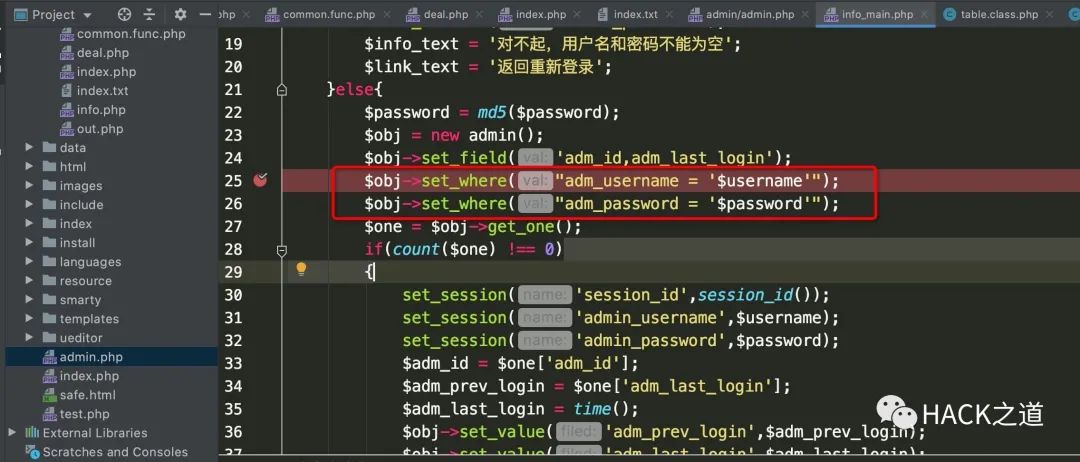 Project
.php
common.func.php
deal.php
index.php
index.txt
admin/admin.php
info_main.php
table.class.php
common.func.php
deal.php
index.php
index.txt
info.php
out.php
data
html
images
include
index
install
languages
resource
smarty
templates
ueditor
admin.php
index.php
safe.html
test.php
External Libraries
Scratches and Consoles
19 $info_text = '对不起，用户名和密码不能为空';
20 $link_text = '返回重新登录';
21 }else{
22 $password = md5($password);
23 $obj = new admin();
24 $obj->set_field( val: 'adm_id,adm_last_login');
25 $obj->set_where( val: "adm_username = '$username'");
26 $obj->set_where( val: "adm_password = '$password'");
27 $one = $obj->get_one();
28 if(count($one) !== 0)
29 {
30 set_session( name: 'session_id',session_id());
31 set_session( name: 'admin_username',$username);
32 set_session( name: 'admin_password',$password);
33 $adm_id = $one['adm_id'];
34 $adm_prev_login = $one['adm_last_login'];
35 $adm_last_login = time();
36 $obj->set_value( filed: 'adm_prev_login',$adm_prev_login);
37 $obj->set_value( filed: 'adm_last_login',$adm_last_login);
HACK之道